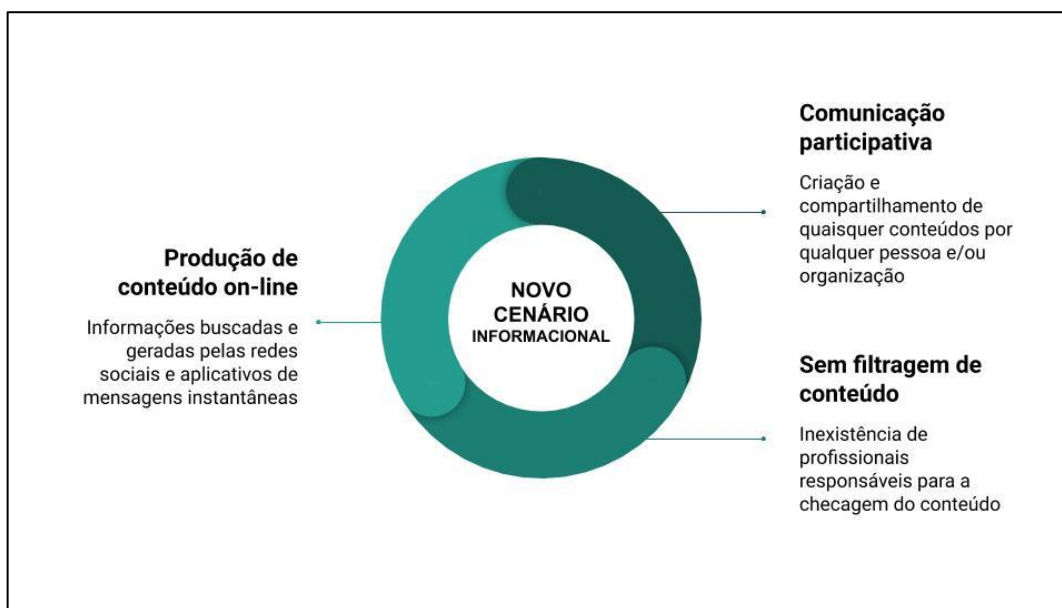 Comunicação
participativa
Criação e
compartilhamento de
quaisquer conteúdos por
qualquer pessoa e/ou
organização
Produção de
conteúdo on-line
Informações buscadas e
geradas pelas redes
sociais e aplicativos de
mensagens instantâneas
NOVO
CENÁRIO
INFORMACIONAL
Sem filtragem de
conteúdo
Inexistência de
profissionais
responsáveis para a
checagem do conteúdo